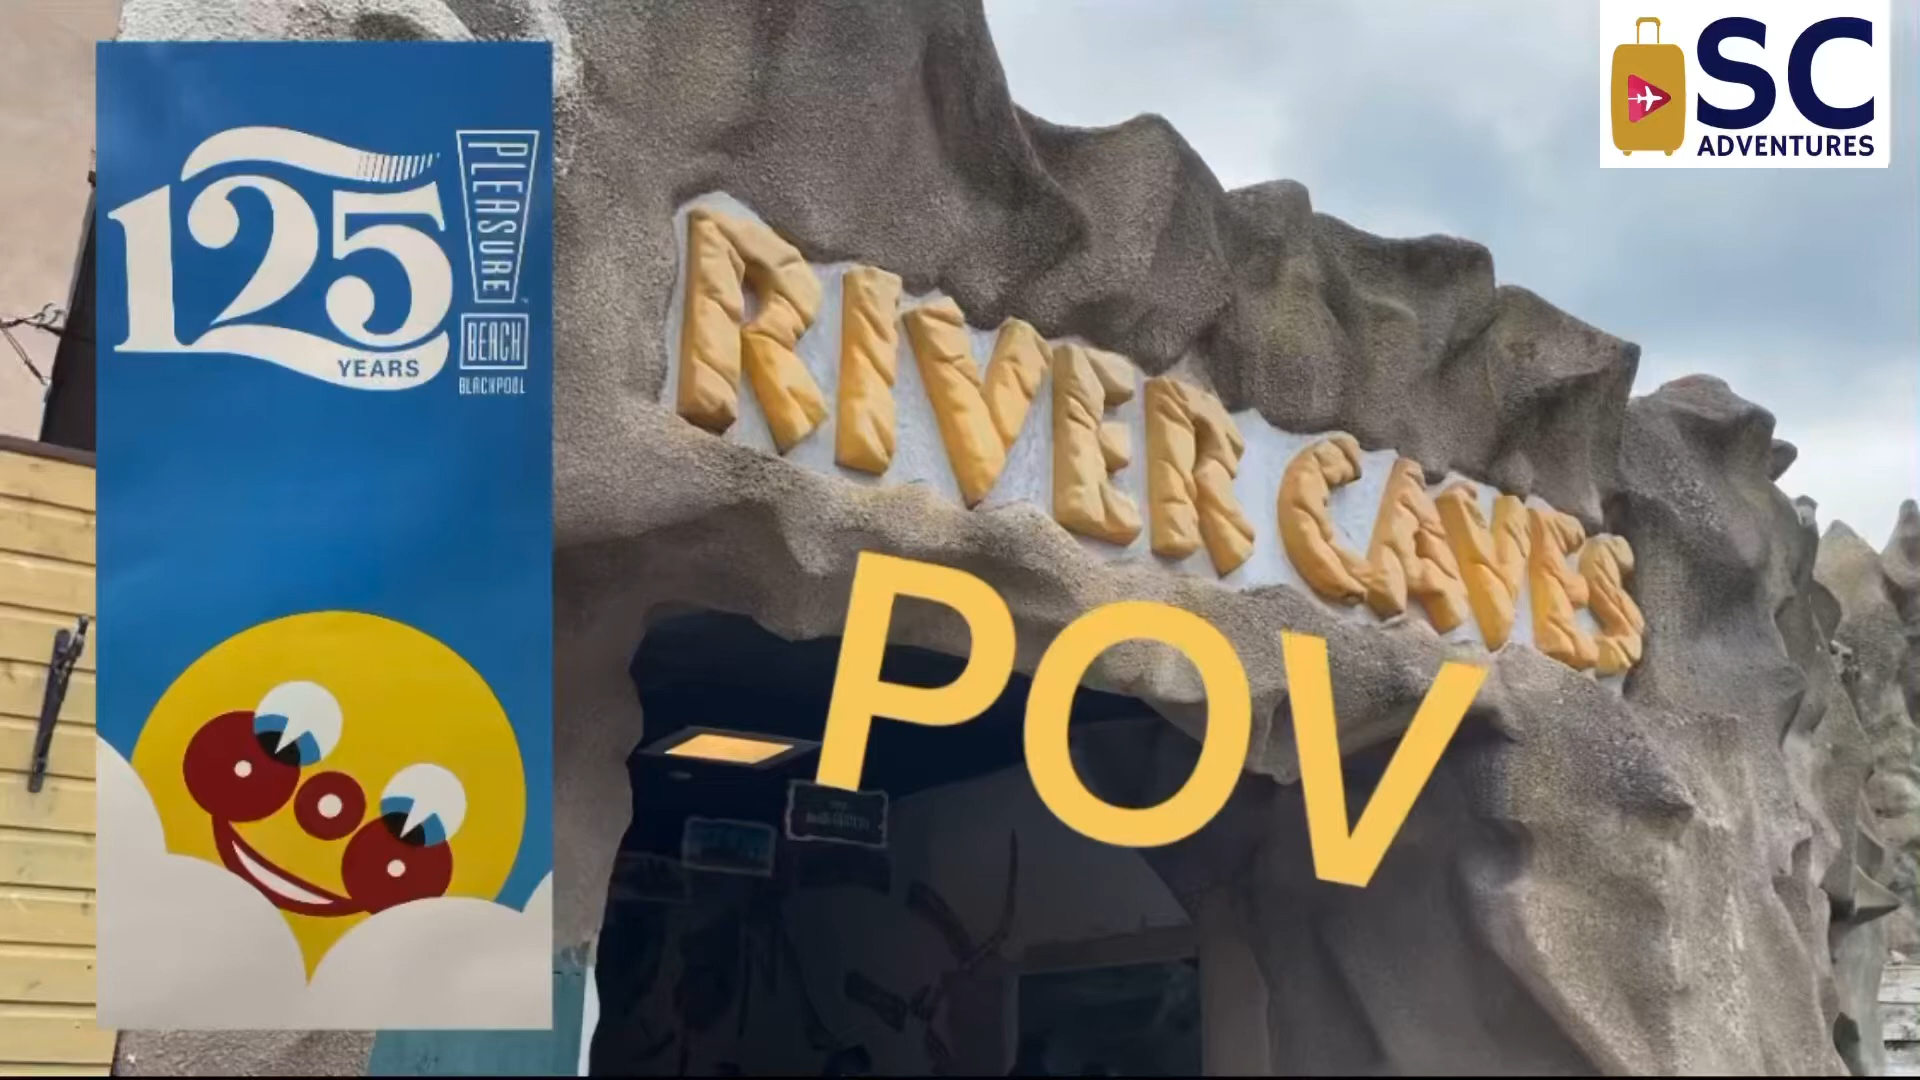 125
YEARS
PLEASURE
BEACH
BLACKPOOL
SC
ADVENTURES
RIVER CAVES
POV